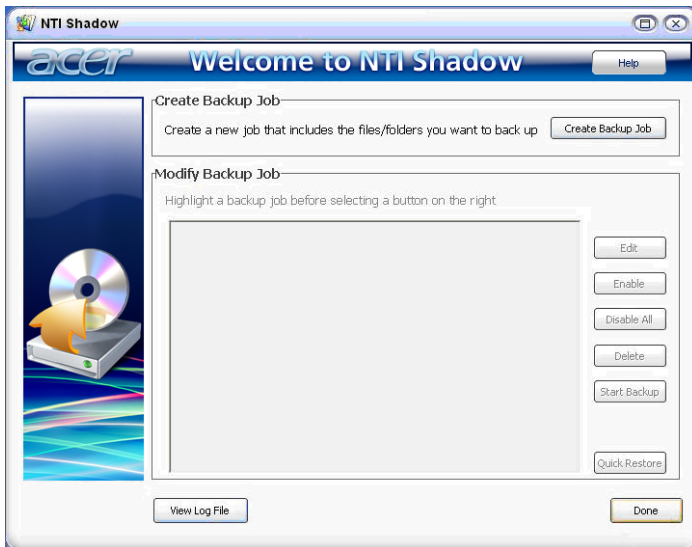 NTI Shadow
acer Welcome to NTI Shadow Help
Create Backup Job
Create a new job that includes the files/folders you want to back up Create Backup Job
Modify Backup Job
Highlight a backup job before selecting a button on the right
Edit
Enable
Disable All
Delete
Start Backup
Quick Restore
View Log File Done